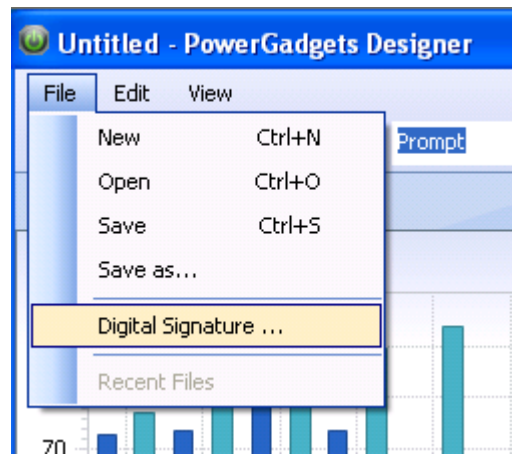 Untitled - PowerGadgets Designer
File Edit View
New Ctrl+N
Prompt
Open Ctrl+O
Save Ctrl+S
Save as...
Digital Signature ...
Recent Files
70